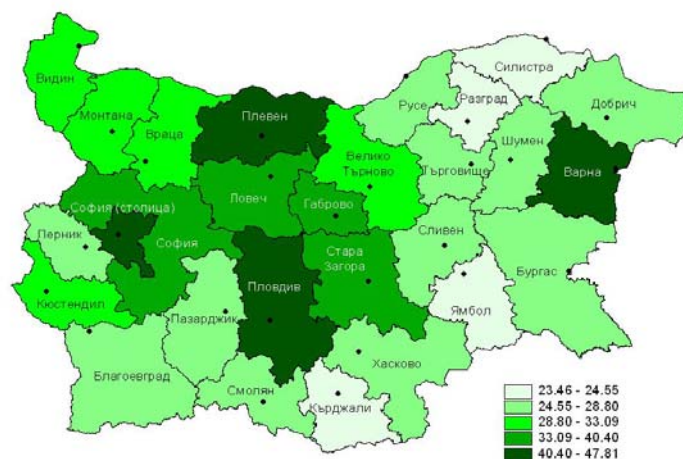 Видин
Монтана
Враца
Плевен
Велико
Търново
Русе
Силистра
Разград
Добрич
Търговище
Шумен
Варна
Ловеч
Габрово
София (столица)
София
Перник
Кюстендил
Пазарджик
Пловдив
Стара
Загора
Сливен
Бургас
Ямбол
Хасково
Благоевград
Смолян
Кърджали
23.46 - 24.55
24.55 - 28.80
28.80 - 33.09
33.09 - 40.40
40.40 - 47.81